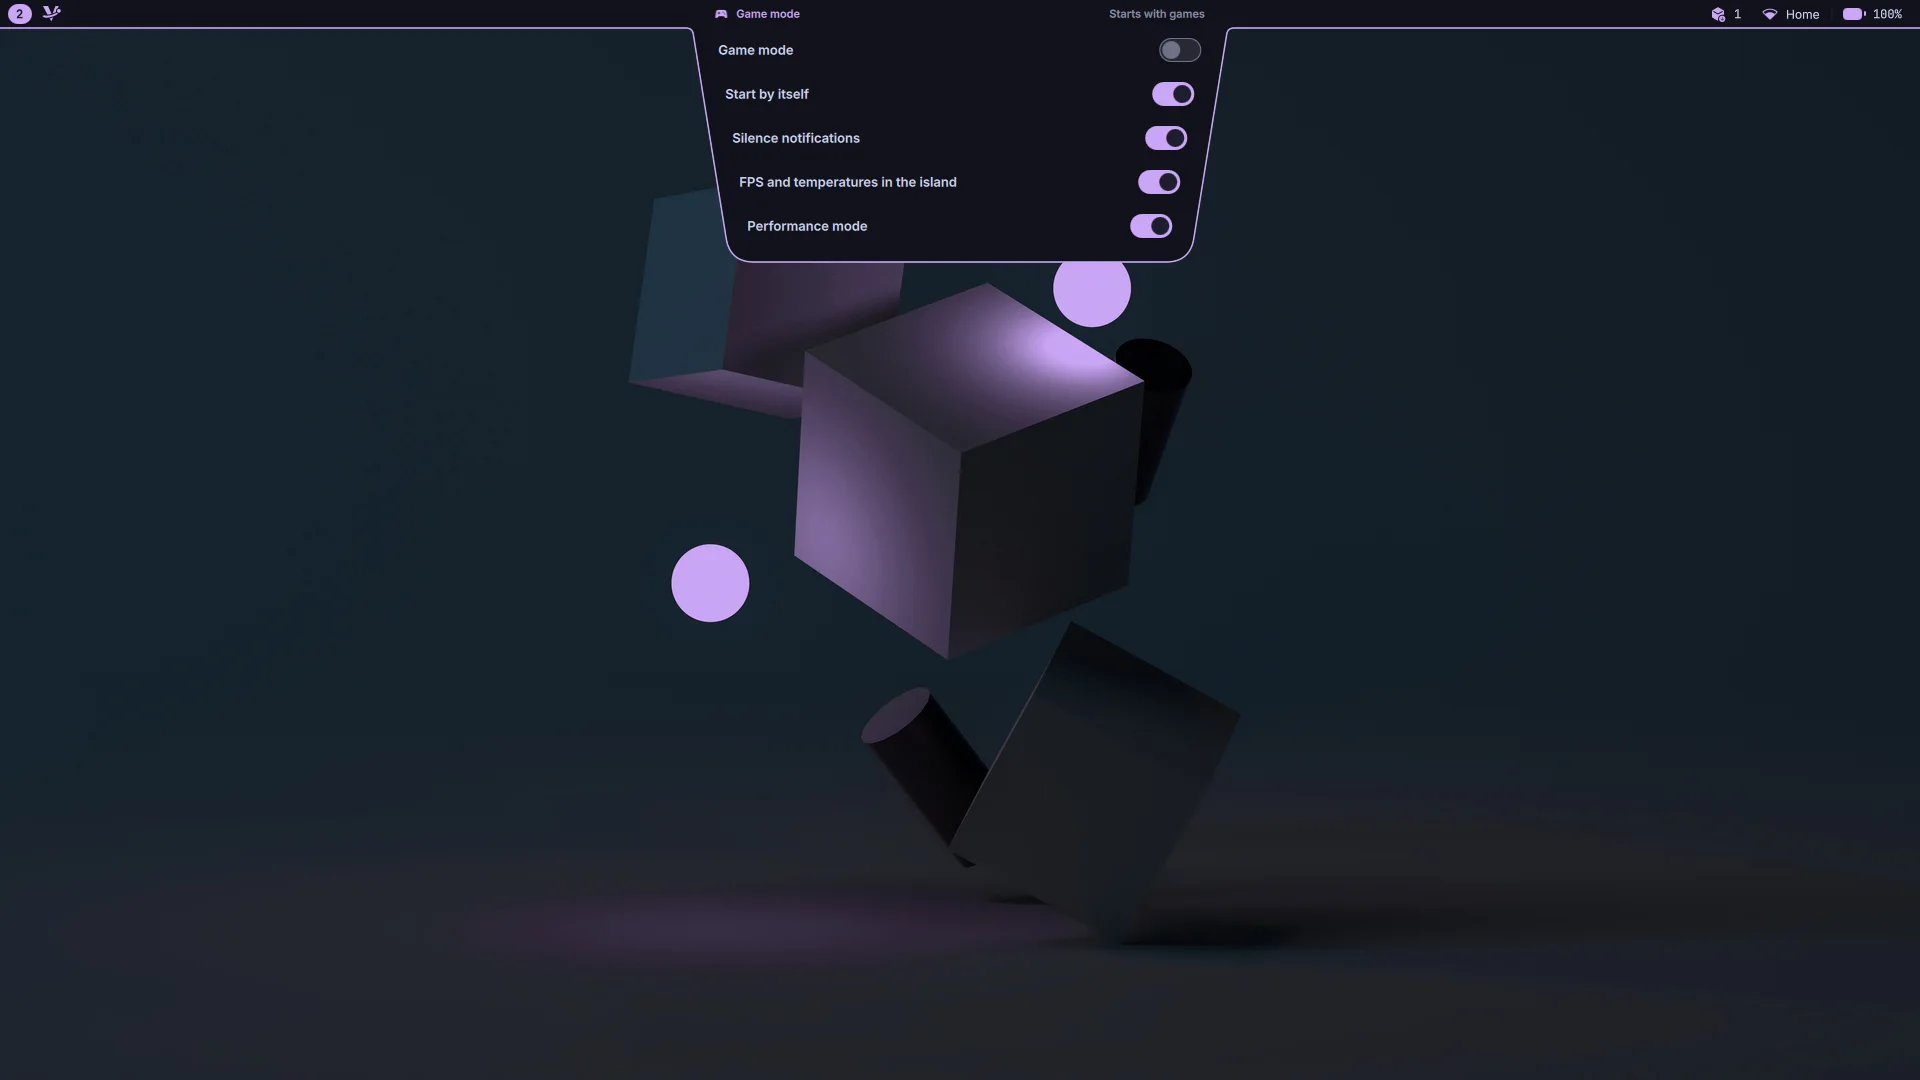 2
Game mode
Starts with games
1
Home
100%
Game mode
Start by itself
Silence notifications
FPS and temperatures in the island
Performance mode